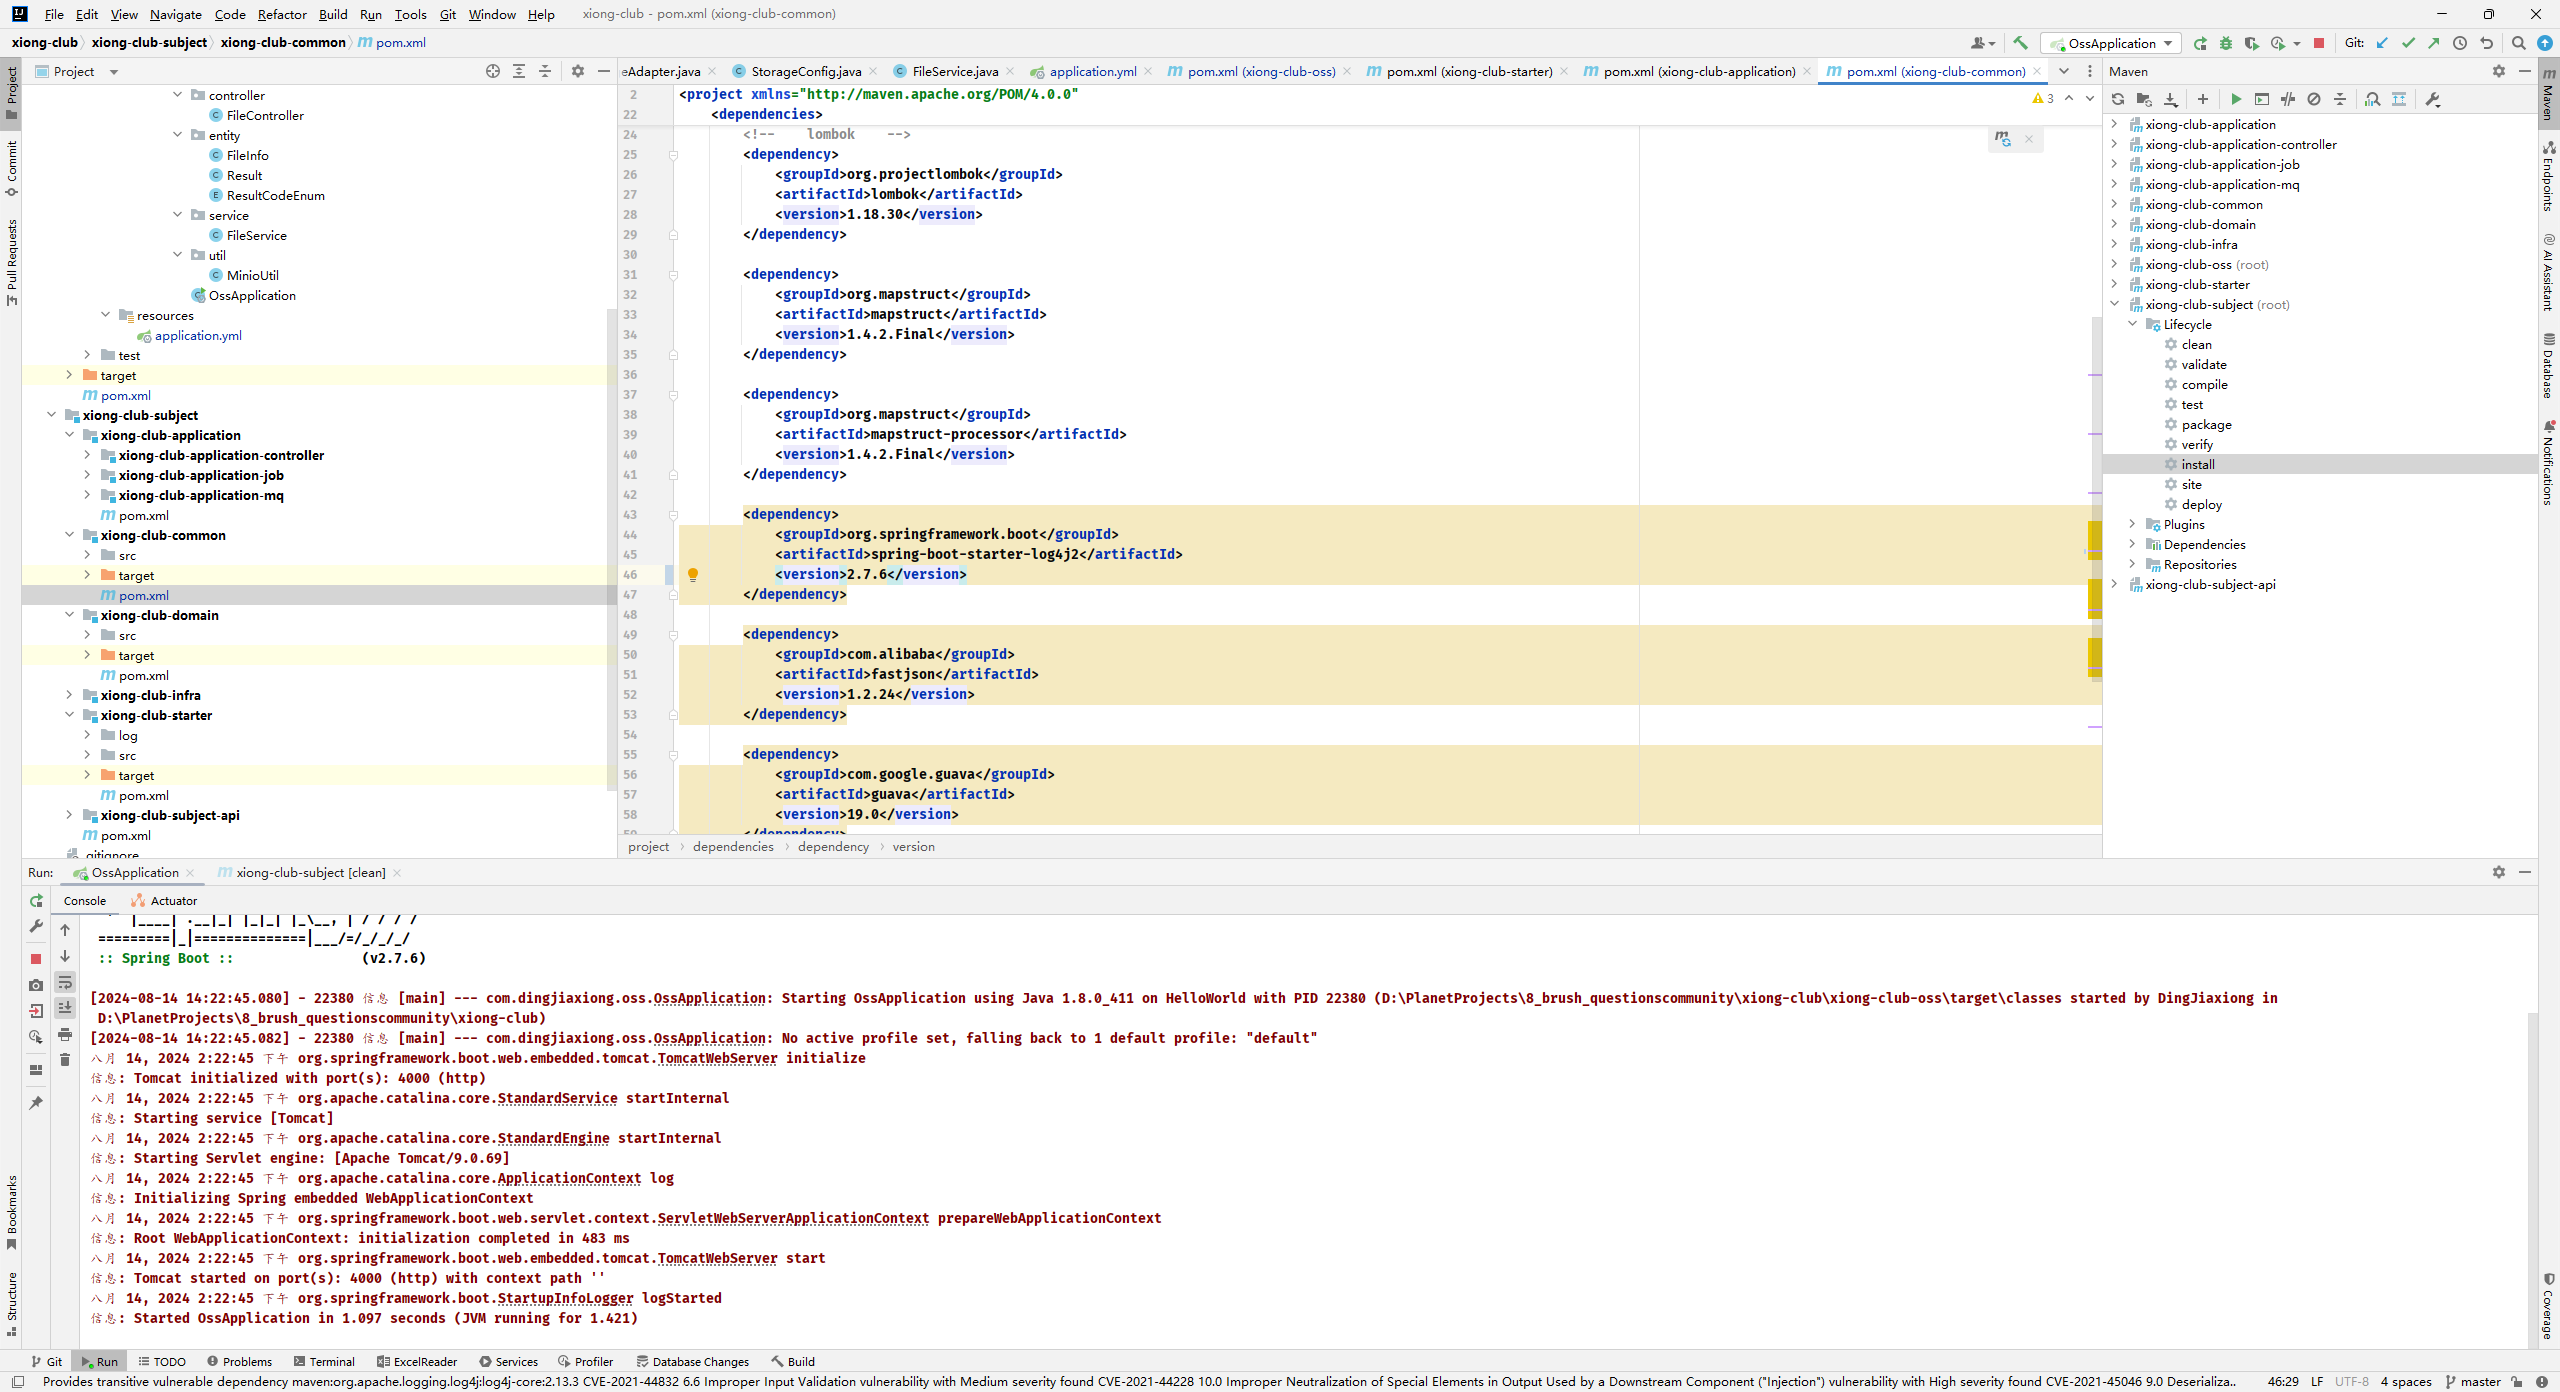 File Edit View Navigate Code Refactor Build Run Tools Git Window Help xiong-club - pom.xml (xiong-club-common)
xiong-club xiong-club-subject xiong-club-common pom.xml OssApplication Git:
Project
eAdapter.java StorageConfig.java FileService.java application.yml pom.xml (xiong-club-oss) pom.xml (xiong-club-starter) pom.xml (xiong-club-application) pom.xml (xiong-club-common)
Maven
Project
Commit
Pull Requests
Bookmarks
Structure
controller
FileController
entity
FileInfo
Result
ResultCodeEnum
service
FileService
util
MinioUtil
OssApplication
resources
application.yml
test
target
pom.xml
xiong-club-subject
xiong-club-application
xiong-club-application-controller
xiong-club-application-job
xiong-club-application-mq
pom.xml
xiong-club-common
src
target
pom.xml
xiong-club-domain
src
target
pom.xml
xiong-club-infra
xiong-club-starter
log
src
target
pom.xml
xiong-club-subject-api
pom.xml
.gitignore
2 <project xmlns="http://maven.apache.org/POM/4.0.0"
22 <dependencies>
24 <!-- lombok -->
25 <dependency>
26 <groupId>org.projectlombok</groupId>
27 <artifactId>lombok</artifactId>
28 <version>1.18.30</version>
29 </dependency>
30
31 <dependency>
32 <groupId>org.mapstruct</groupId>
33 <artifactId>mapstruct</artifactId>
34 <version>1.4.2.Final</version>
35 </dependency>
36
37 <dependency>
38 <groupId>org.mapstruct</groupId>
39 <artifactId>mapstruct-processor</artifactId>
40 <version>1.4.2.Final</version>
41 </dependency>
42
43 <dependency>
44 <groupId>org.springframework.boot</groupId>
45 <artifactId>spring-boot-starter-log4j2</artifactId>
46 <version>2.7.6</version>
47 </dependency>
48
49 <dependency>
50 <groupId>com.alibaba</groupId>
51 <artifactId>fastjson</artifactId>
52 <version>1.2.24</version>
53 </dependency>
54
55 <dependency>
56 <groupId>com.google.guava</groupId>
57 <artifactId>guava</artifactId>
58 <version>19.0</version>
59 </dependency>
3
project dependencies dependency version
xiong-club-application
xiong-club-application-controller
xiong-club-application-job
xiong-club-application-mq
xiong-club-common
xiong-club-domain
xiong-club-infra
xiong-club-oss (root)
xiong-club-starter
xiong-club-subject (root)
Lifecycle
clean
validate
compile
test
package
verify
install
site
deploy
Plugins
Dependencies
Repositories
xiong-club-subject-api
Maven
Endpoints
AI Assistant
Database
Notifications
Coverage
Run: OssApplication xiong-club-subject [clean]
Console Actuator
' |____| .__|_| |_|_| |_\__, | / / / /
=========|_|==============|___/=/_/_/_/
:: Spring Boot :: (v2.7.6)
[2024-08-14 14:22:45.080] - 22380 信息 [main] --- com.dingjiaxiong.oss.OssApplication: Starting OssApplication using Java 1.8.0_411 on HelloWorld with PID 22380 (D:\PlanetProjects\8_brush_questionscommunity\xiong-club\xiong-club-oss\target\classes started by DingJiaxiong in
D:\PlanetProjects\8_brush_questionscommunity\xiong-club)
[2024-08-14 14:22:45.082] - 22380 信息 [main] --- com.dingjiaxiong.oss.OssApplication: No active profile set, falling back to 1 default profile: "default"
八月 14, 2024 2:22:45 下午 org.springframework.boot.web.embedded.tomcat.TomcatWebServer initialize
信息: Tomcat initialized with port(s): 4000 (http)
八月 14, 2024 2:22:45 下午 org.apache.catalina.core.StandardService startInternal
信息: Starting service [Tomcat]
八月 14, 2024 2:22:45 下午 org.apache.catalina.core.StandardEngine startInternal
信息: Starting Servlet engine: [Apache Tomcat/9.0.69]
八月 14, 2024 2:22:45 下午 org.apache.catalina.core.ApplicationContext log
信息: Initializing Spring embedded WebApplicationContext
八月 14, 2024 2:22:45 下午 org.springframework.boot.web.servlet.context.ServletWebServerApplicationContext prepareWebApplicationContext
信息: Root WebApplicationContext: initialization completed in 483 ms
八月 14, 2024 2:22:45 下午 org.springframework.boot.web.embedded.tomcat.TomcatWebServer start
信息: Tomcat started on port(s): 4000 (http) with context path ''
八月 14, 2024 2:22:45 下午 org.springframework.boot.StartupInfoLogger logStarted
信息: Started OssApplication in 1.097 seconds (JVM running for 1.421)
Git Run TODO Problems Terminal ExcelReader Services Profiler Database Changes Build
Provides transitive vulnerable dependency maven:org.apache.logging.log4j:log4j-core:2.13.3 CVE-2021-44832 6.6 Improper Input Validation vulnerability with Medium severity found CVE-2021-44228 10.0 Improper Neutralization of Special Elements in Output Used by a Downstream Component ("Injection") vulnerability with High severity found CVE-2021-45046 9.0 Deserializa.. 46:29 LF UTF-8 4 spaces master